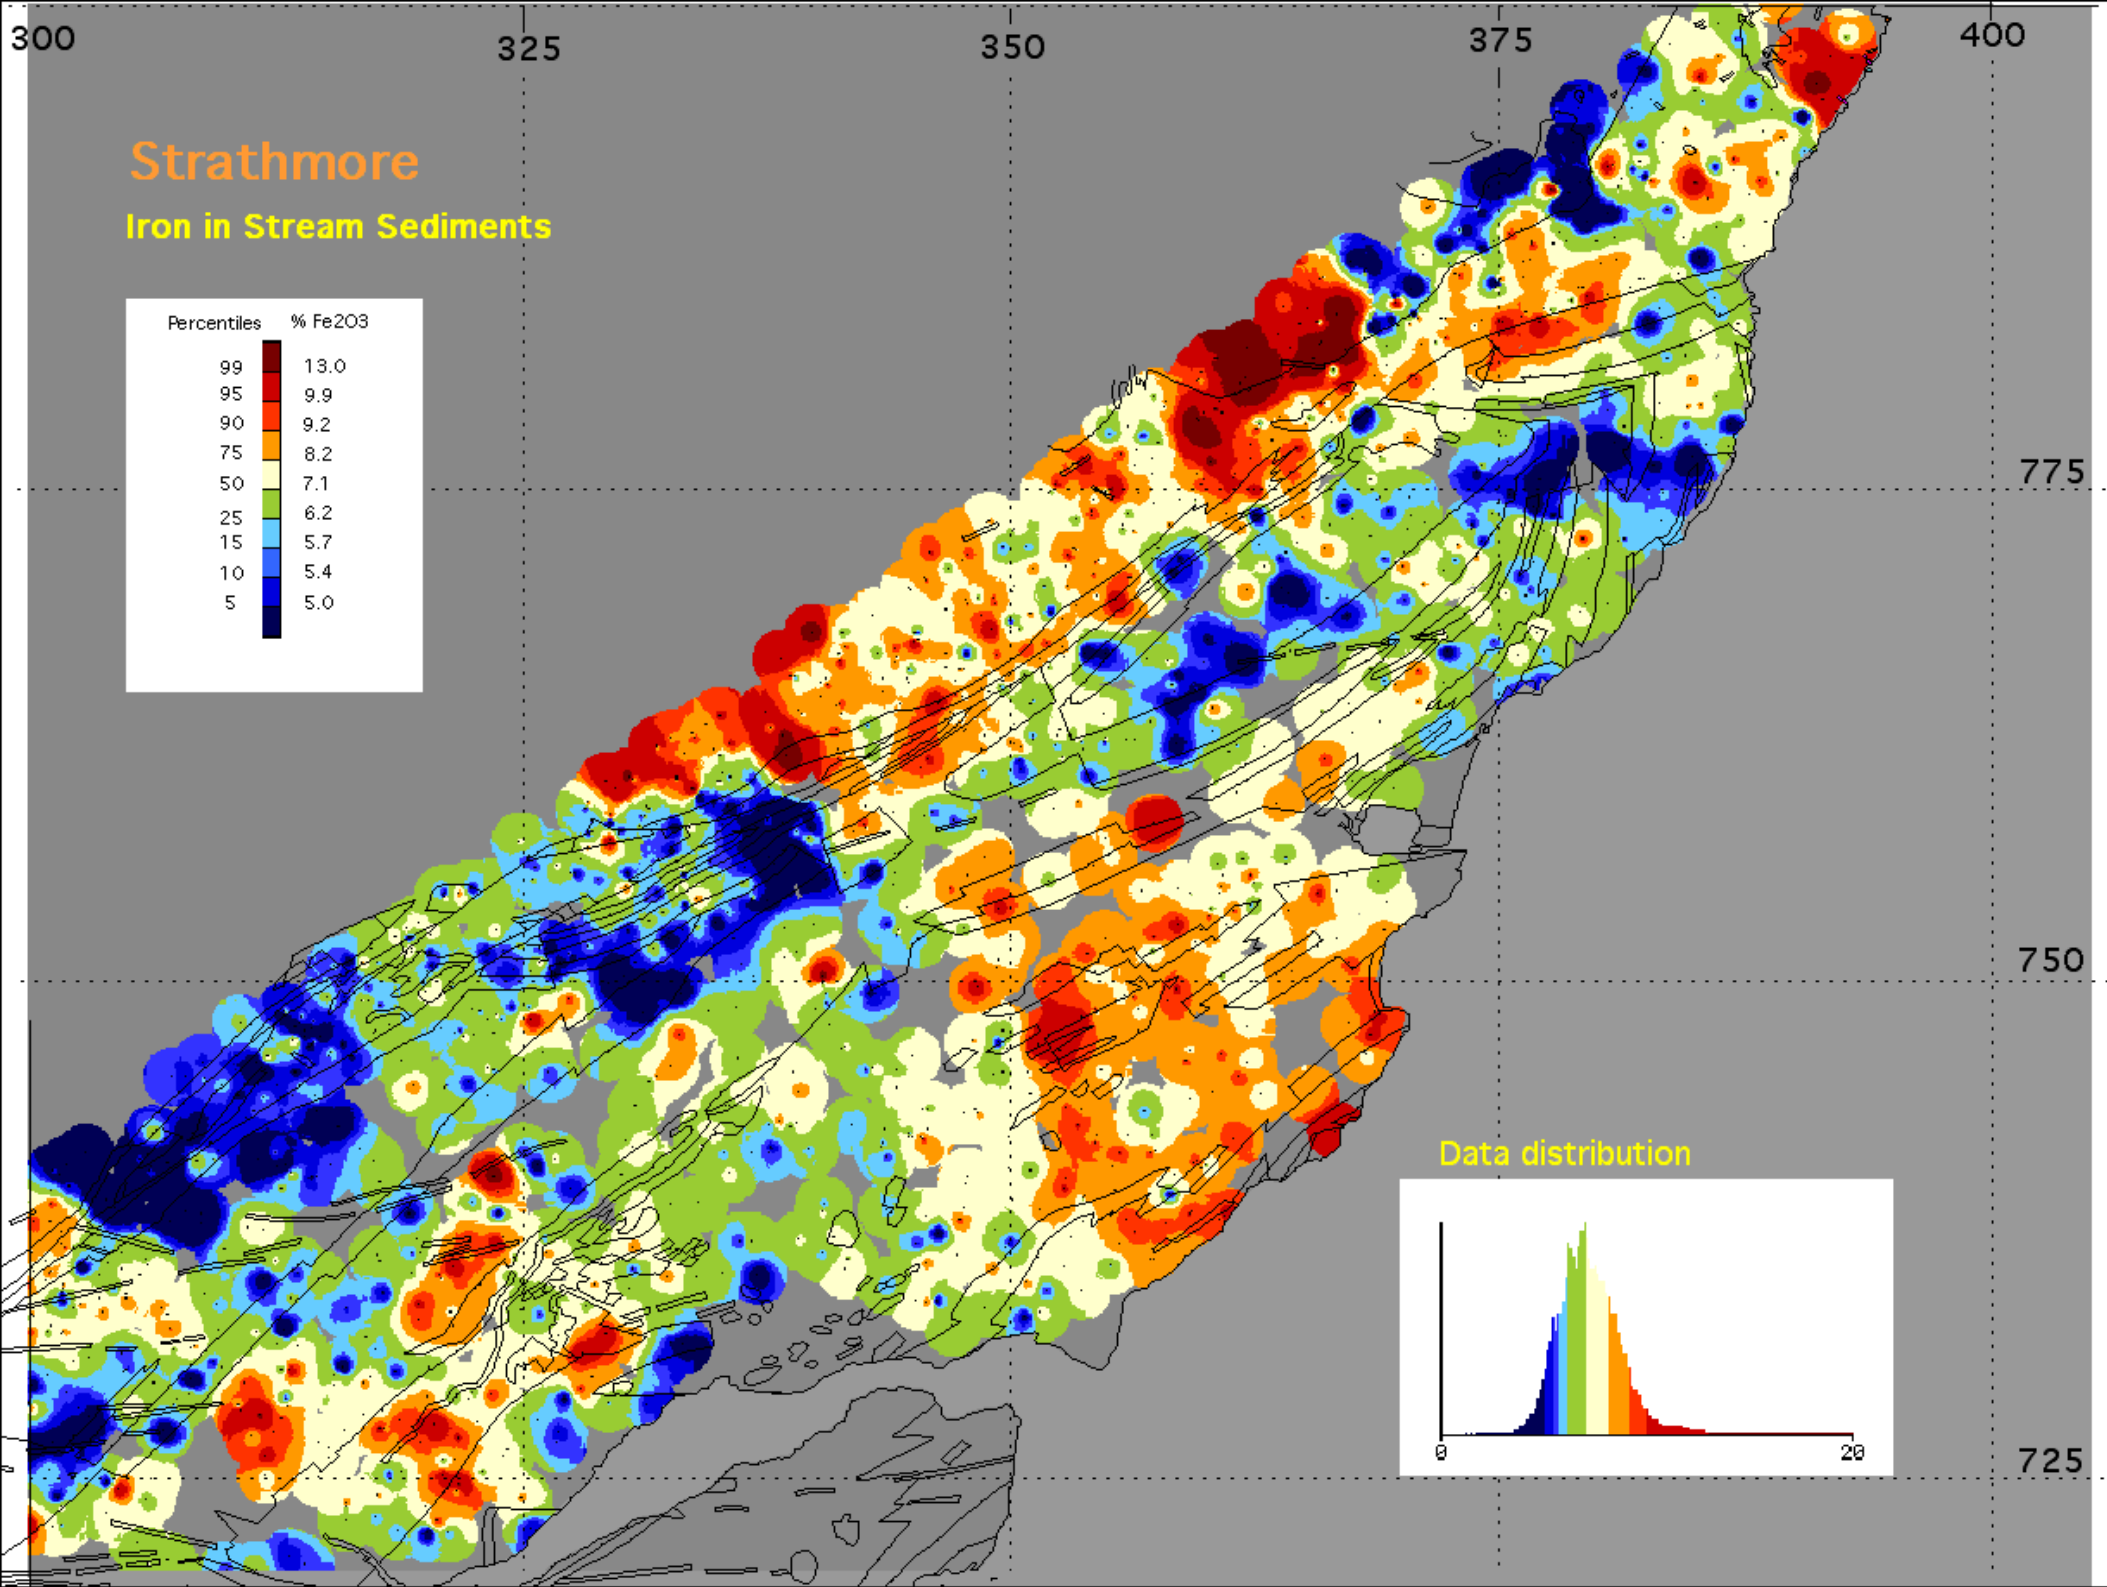 300 325 350 375 400
Strathmore
Iron in Stream Sediments
Percentiles % Fe2O3
99 13.0
95 9.9
90 9.2
75 8.2
50 7.1
25 6.2
15 5.7
10 5.4
5 5.0
775
750
Data distribution
0 20
725